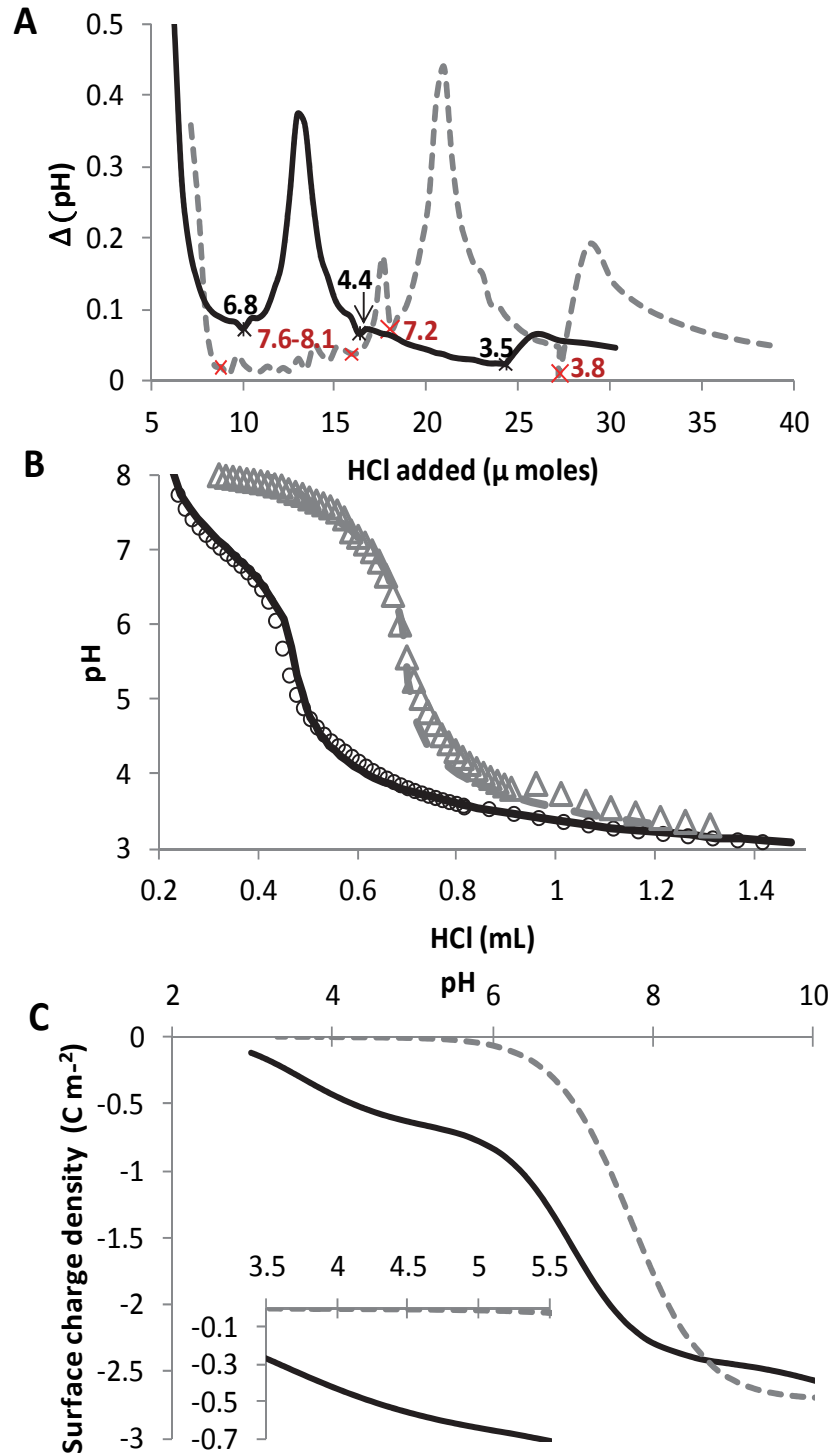 A
0.5
0.4
0.3
0.2
0.1
0
Δ(pH)
6.8
4.4
7.6-8.1
7.2
3.5
3.8
5 10 15 20 25 30 35 40
HCl added (µ moles)
B
8
7
6
5
4
3
pH
0.2 0.4 0.6 0.8 1 1.2 1.4
HCl (mL)
pH
2 4 6 8 10
C
0
-0.5
-1
-1.5
-2
-2.5
-3
Surface charge density (C m-²)
3.5 4 4.5 5 5.5
-0.1
-0.3
-0.5
-0.7